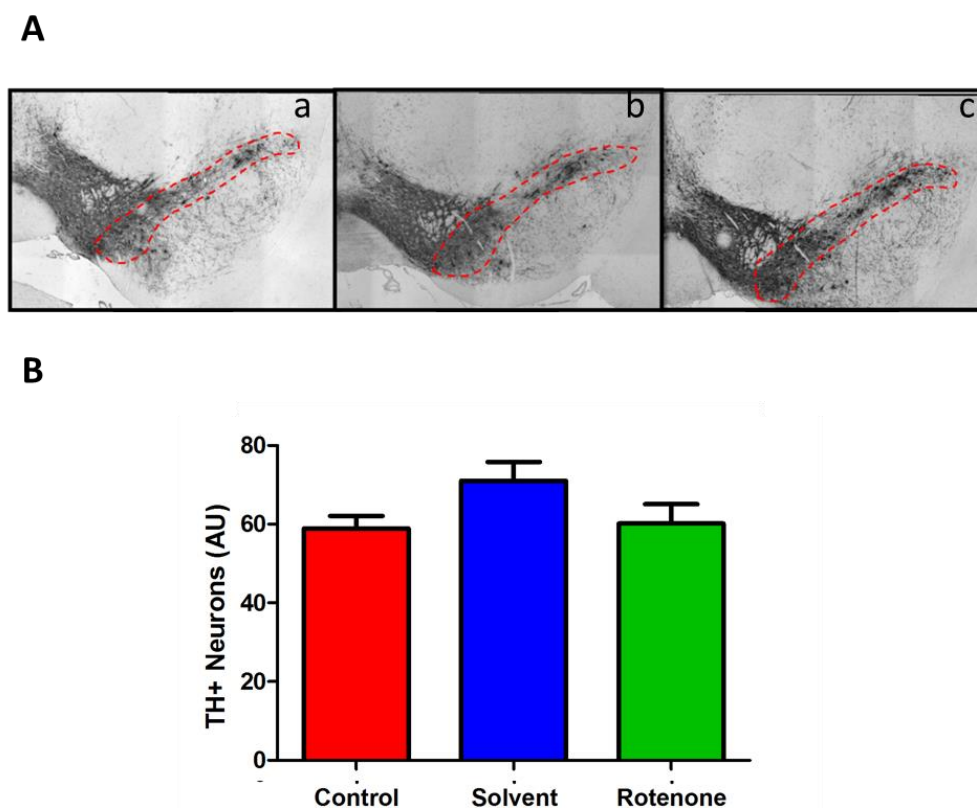 A
a
b
c
B
80
60
40
20
0
TH+ Neurons (AU)
Control
Solvent
Rotenone